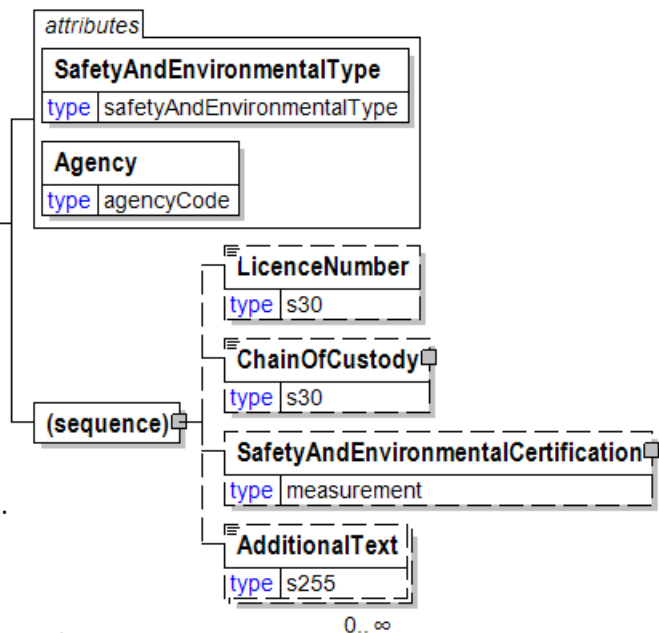 attributes
SafetyAndEnvironmentalType
type safetyAndEnvironmentalType
Agency
type agencyCode
LicenceNumber
type s30
ChainOfCustody
type s30
(sequence)
SafetyAndEnvironmentalCertification
type measurement
.
AdditionalText
type s255
0.. ∞